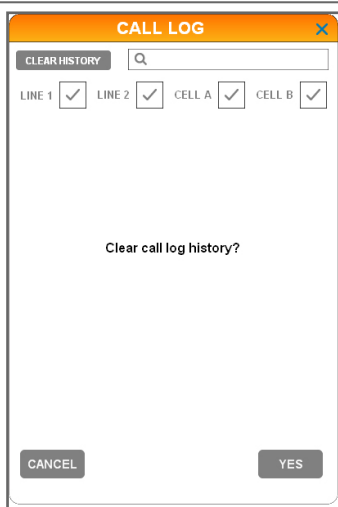 CALL LOG
CLEAR HISTORY
LINE 1 LINE 2 CELL A CELL B
Clear call log history?
CANCEL YES